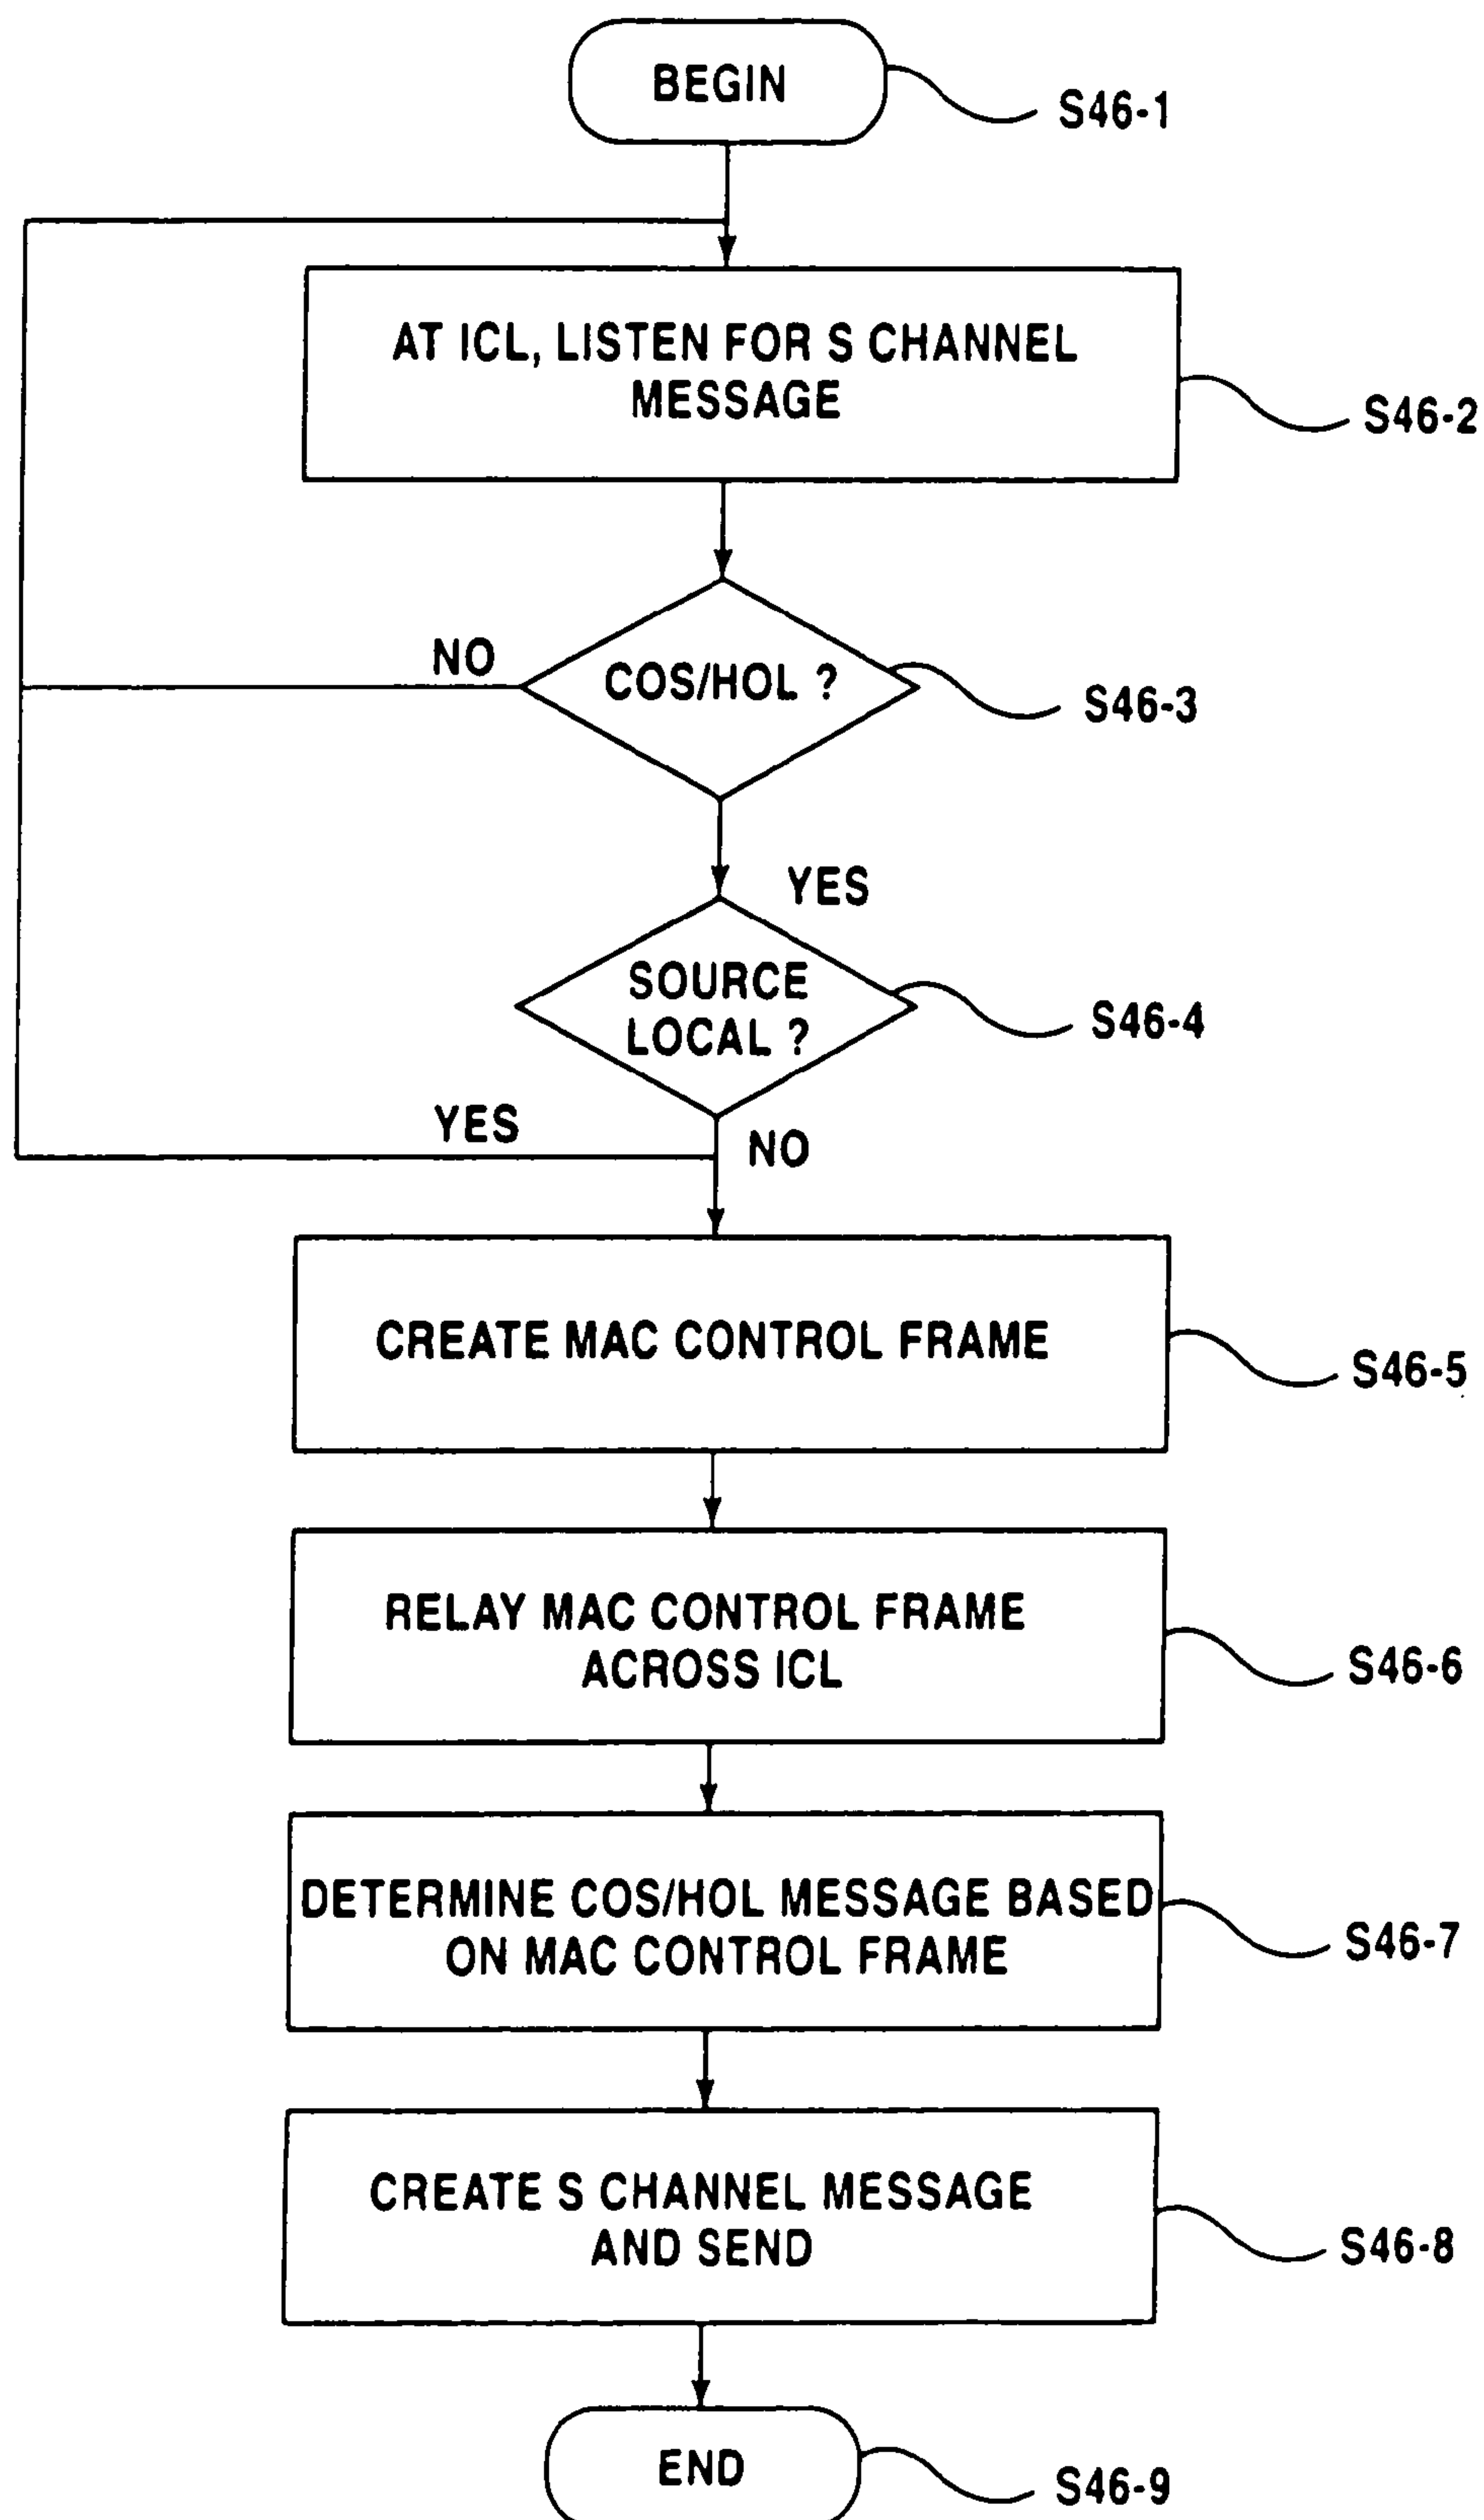 BEGIN
S46-1
AT ICL, LISTEN FOR S CHANNEL
MESSAGE
S46-2
NO
COS/HOL ?
S46-3
YES
SOURCE
LOCAL ?
S46-4
YES
NO
CREATE MAC CONTROL FRAME
S46-5
RELAY MAC CONTROL FRAME
ACROSS ICL
S46-6
DETERMINE COS/HOL MESSAGE BASED
ON MAC CONTROL FRAME
S46-7
CREATE S CHANNEL MESSAGE
AND SEND
S46-8
END
S46-9